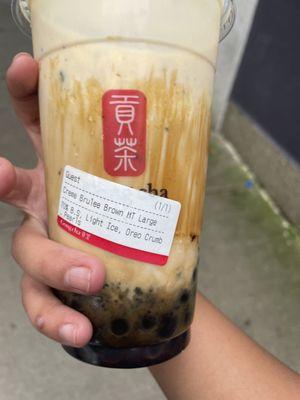 貢茶
Guest
(1/1)
Creme Brulee Brown MT Large
70% B.S, Light Ice, Oreo Crumb
Pearls